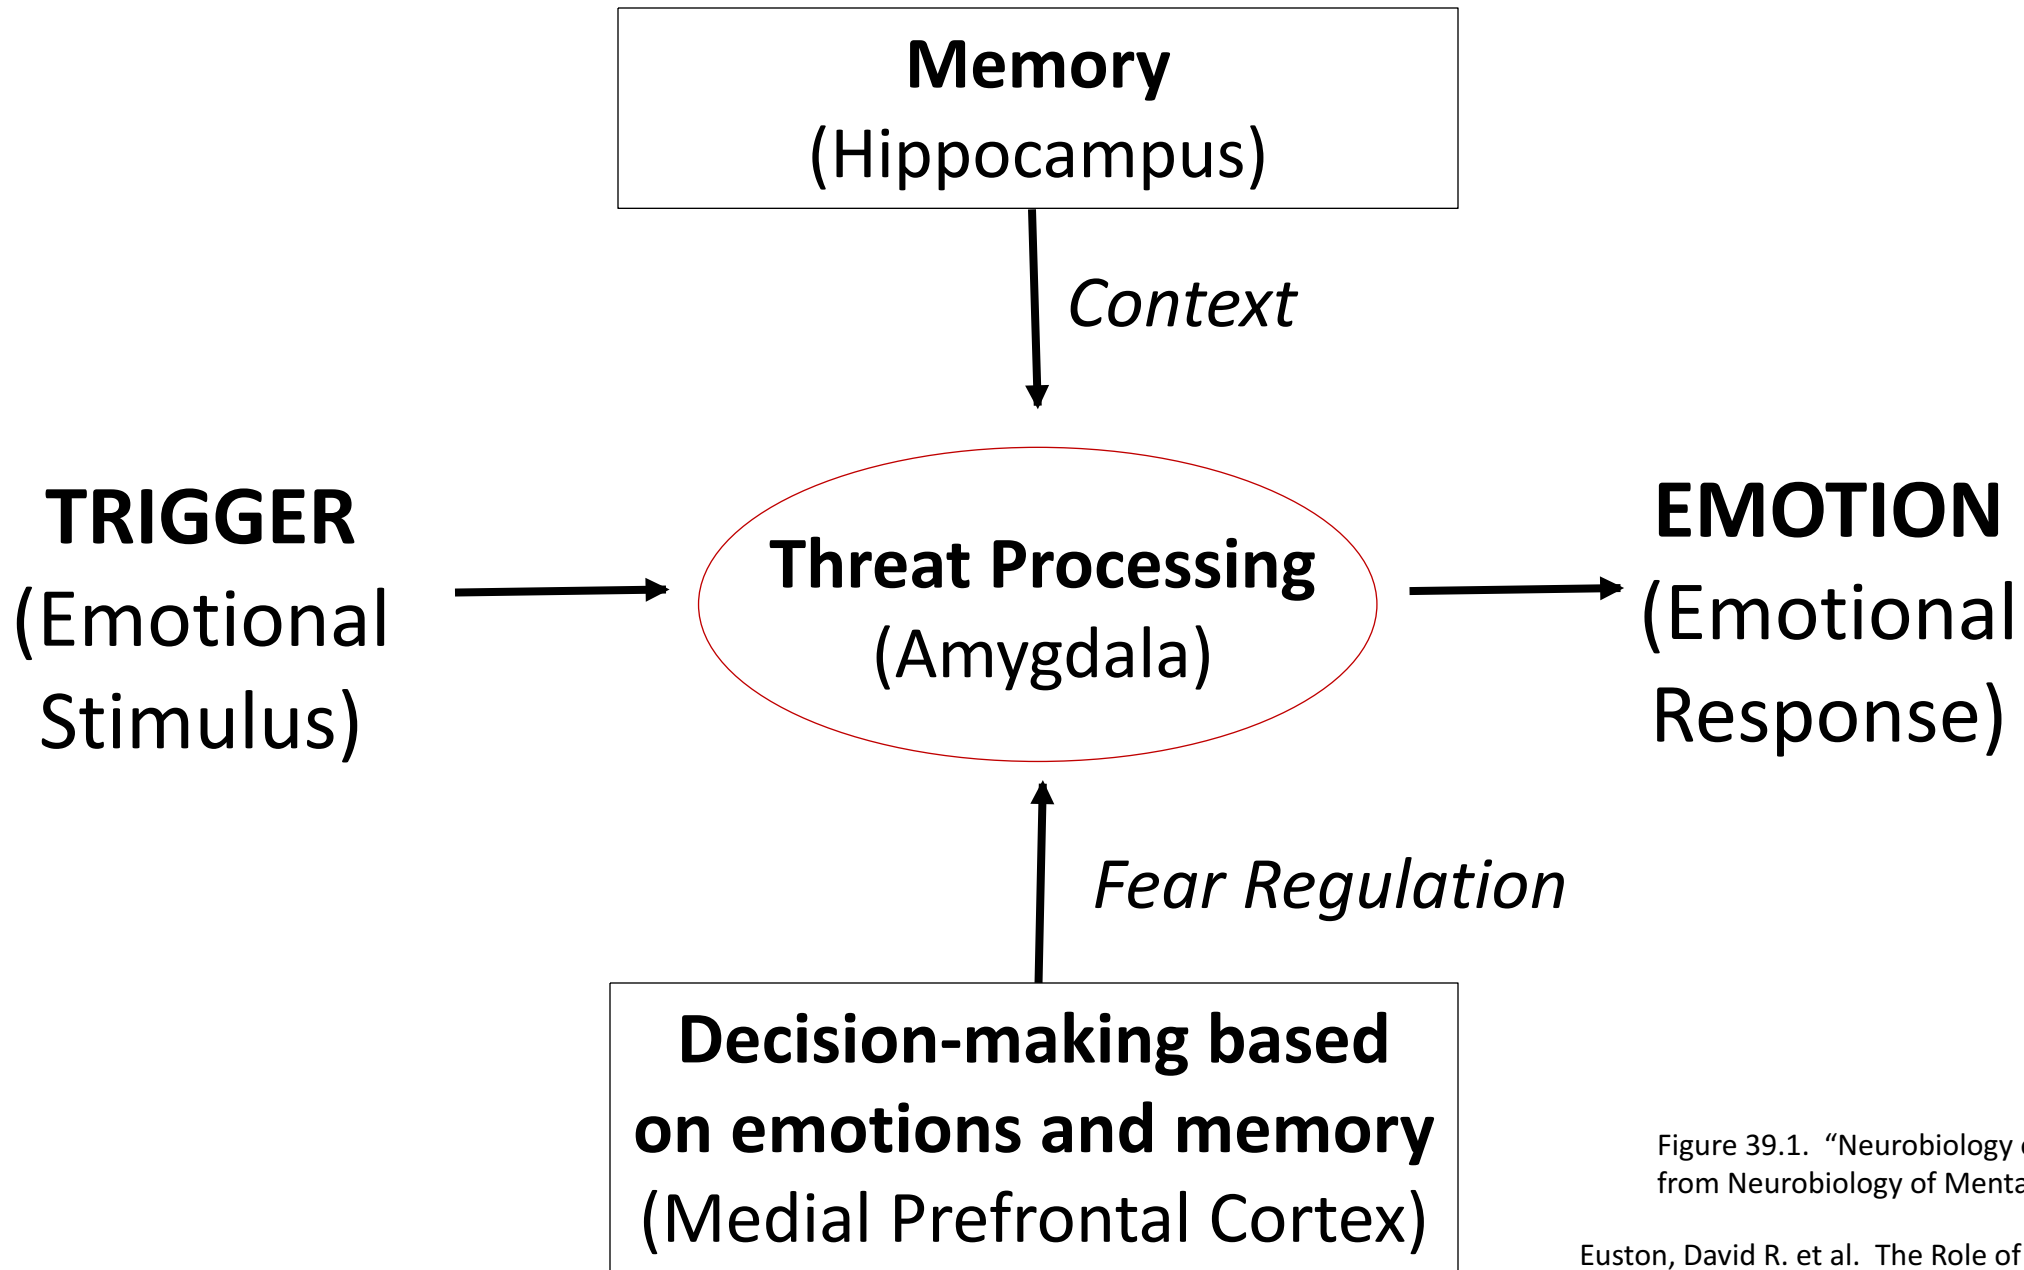 Memory
(Hippocampus)
Context
TRIGGER
(Emotional
Stimulus)
Threat Processing
(Amygdala)
EMOTION
(Emotional
Response)
Fear Regulation
Decision-making based
on emotions and memory
(Medial Prefrontal Cortex)
Figure 39.1. “Neurobiology
from Neurobiology of
Euston, David R. et al. The Role of